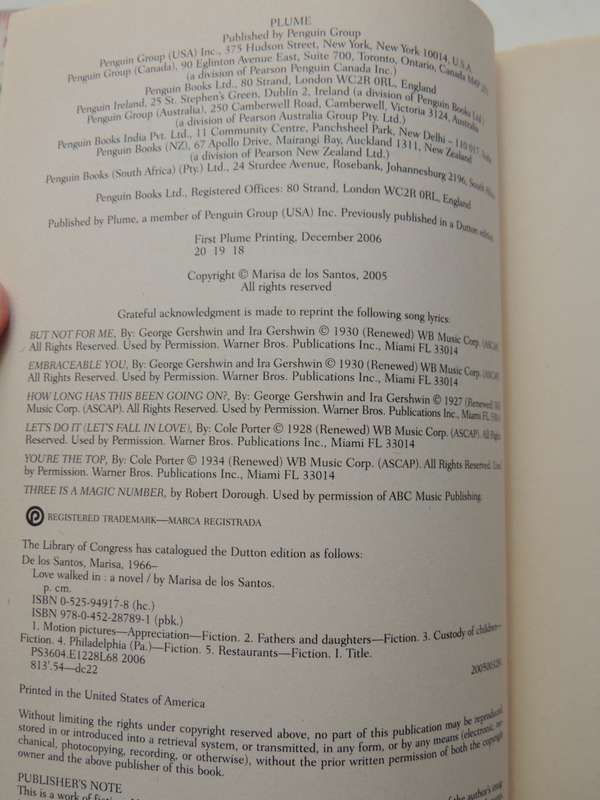 PLUME
Published by Penguin Group
Penguin Group (USA) Inc., 375 Hudson Street, New York, New York 10014, U.S.A.
Penguin Group (Canada), 90 Eglinton Avenue East, Suite 700, Toronto, Ontario, Canada
(a division of Pearson Penguin Canada Inc.)
Penguin Books Ltd., 80 Strand, London WC2R 0RL, England
Penguin Ireland, 25 St. Stephen's Green, Dublin 2, Ireland (a division of Penguin Books Ltd.)
Penguin Group (Australia), 250 Camberwell Road, Camberwell, Victoria 3124, Australia
(a division of Pearson Australia Group Pty. Ltd.)
Penguin Books India Pvt. Ltd., 11 Community Centre, Panchsheel Park, New Delhi – 110 017, India
Penguin Books (NZ), 67 Apollo Drive, Mairangi Bay, Auckland 1311, New Zealand
(a division of Pearson New Zealand Ltd.)
Penguin Books (South Africa) (Pty.) Ltd., 24 Sturdee Avenue, Rosebank, Johannesburg 2196, South Africa
Penguin Books Ltd., Registered Offices: 80 Strand, London WC2R 0RL, England
Published by Plume, a member of Penguin Group (USA) Inc. Previously published in a Dutton edition.
First Plume Printing, December 2006
20 19 18
Copyright © Marisa de los Santos, 2005
All rights reserved
Grateful acknowledgment is made to reprint the following song lyrics:
BUT NOT FOR ME, By: George Gershwin and Ira Gershwin © 1930 (Renewed) WB Music Corp. (ASCAP).
All Rights Reserved. Used by Permission. Warner Bros. Publications Inc., Miami FL 33014
EMBRACEABLE YOU, By: George Gershwin and Ira Gershwin © 1930 (Renewed) WB Music Corp. (ASCAP).
All Rights Reserved. Used by Permission. Warner Bros. Publications Inc., Miami FL 33014
HOW LONG HAS THIS BEEN GOING ON?, By: George Gershwin and Ira Gershwin © 1927 (Renewed) WB
Music Corp. (ASCAP). All Rights Reserved. Used by Permission. Warner Bros. Publications Inc., Miami FL 33014
LET'S DO IT (LET'S FALL IN LOVE), By: Cole Porter © 1928 (Renewed) WB Music Corp. (ASCAP). All Rights
Reserved. Used by Permission. Warner Bros. Publications Inc., Miami FL 33014
YOU'RE THE TOP, By: Cole Porter © 1934 (Renewed) WB Music Corp. (ASCAP). All Rights Reserved. Used
by Permission. Warner Bros. Publications Inc., Miami FL 33014
THREE IS A MAGIC NUMBER, by Robert Dorough. Used by permission of ABC Music Publishing.
P REGISTERED TRADEMARK—MARCA REGISTRADA
The Library of Congress has catalogued the Dutton edition as follows:
De los Santos, Marisa, 1966–
Love walked in : a novel / by Marisa de los Santos.
p. cm.
ISBN 0-525-94917-8 (hc.)
ISBN 978-0-452-28789-1 (pbk.)
1. Motion pictures—Appreciation—Fiction. 2. Fathers and daughters—Fiction. 3. Custody of children—
Fiction. 4. Philadelphia (Pa.)—Fiction. 5. Restaurants—Fiction. I. Title.
PS3604.E1228L68 2006
813'.54—dc22
Printed in the United States of America
Without limiting the rights under copyright reserved above, no part of this publication may be reproduced,
stored in or introduced into a retrieval system, or transmitted, in any form, or by any means (electronic, me-
chanical, photocopying, recording, or otherwise), without the prior written permission of both the copyright
owner and the above publisher of this book.
PUBLISHER'S NOTE
This is a work of of the author's imag